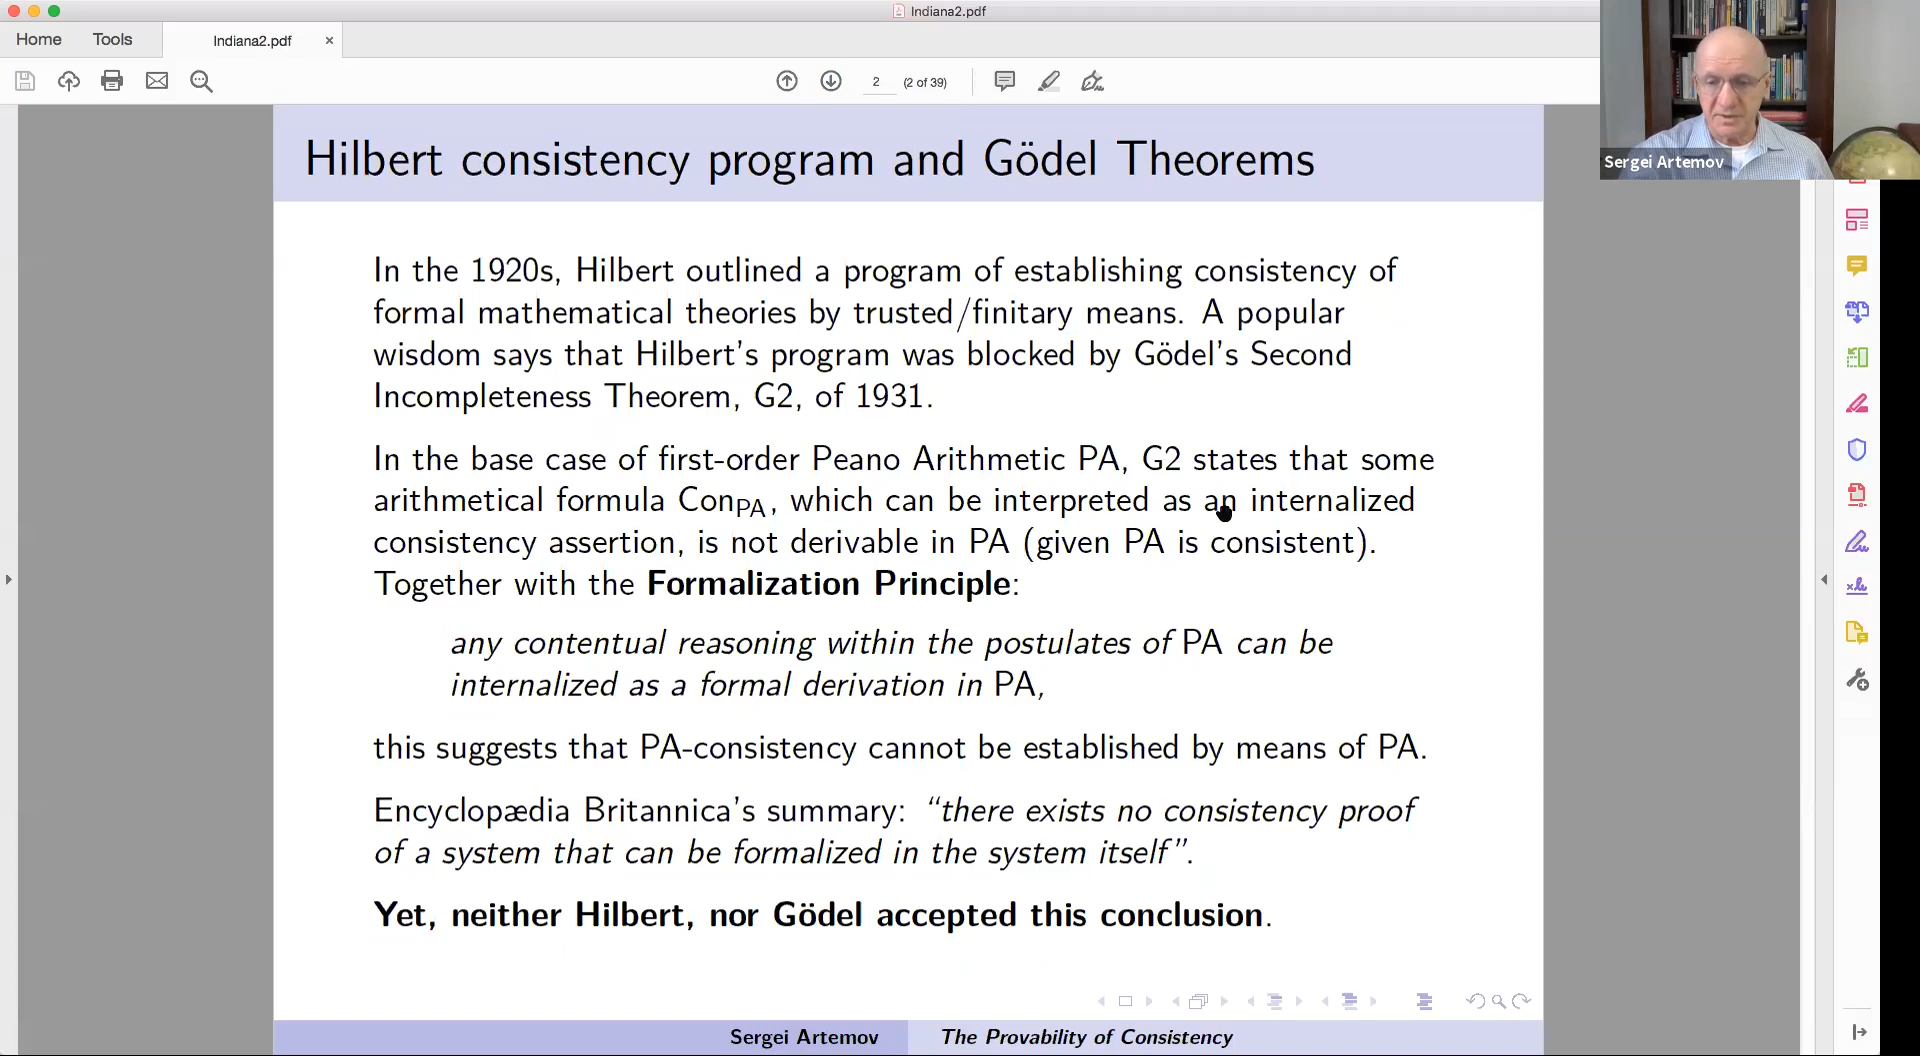 Indiana2.pdf
Home Tools Indiana2.pdf ×
2 (2 of 39)
Sergei Artemov
Hilbert consistency program and Gödel Theorems
In the 1920s, Hilbert outlined a program of establishing consistency of
formal mathematical theories by trusted/finitary means. A popular
wisdom says that Hilbert's program was blocked by Gödel's Second
Incompleteness Theorem, G2, of 1931.
In the base case of first-order Peano Arithmetic PA, G2 states that some
arithmetical formula Con_PA, which can be interpreted as an internalized
consistency assertion, is not derivable in PA (given PA is consistent).
Together with the Formalization Principle:
any contentual reasoning within the postulates of PA can be
internalized as a formal derivation in PA,
this suggests that PA-consistency cannot be established by means of PA.
Encyclopædia Britannica's summary: “there exists no consistency proof
of a system that can be formalized in the system itself”.
Yet, neither Hilbert, nor Gödel accepted this conclusion.
Sergei Artemov The Provability of Consistency